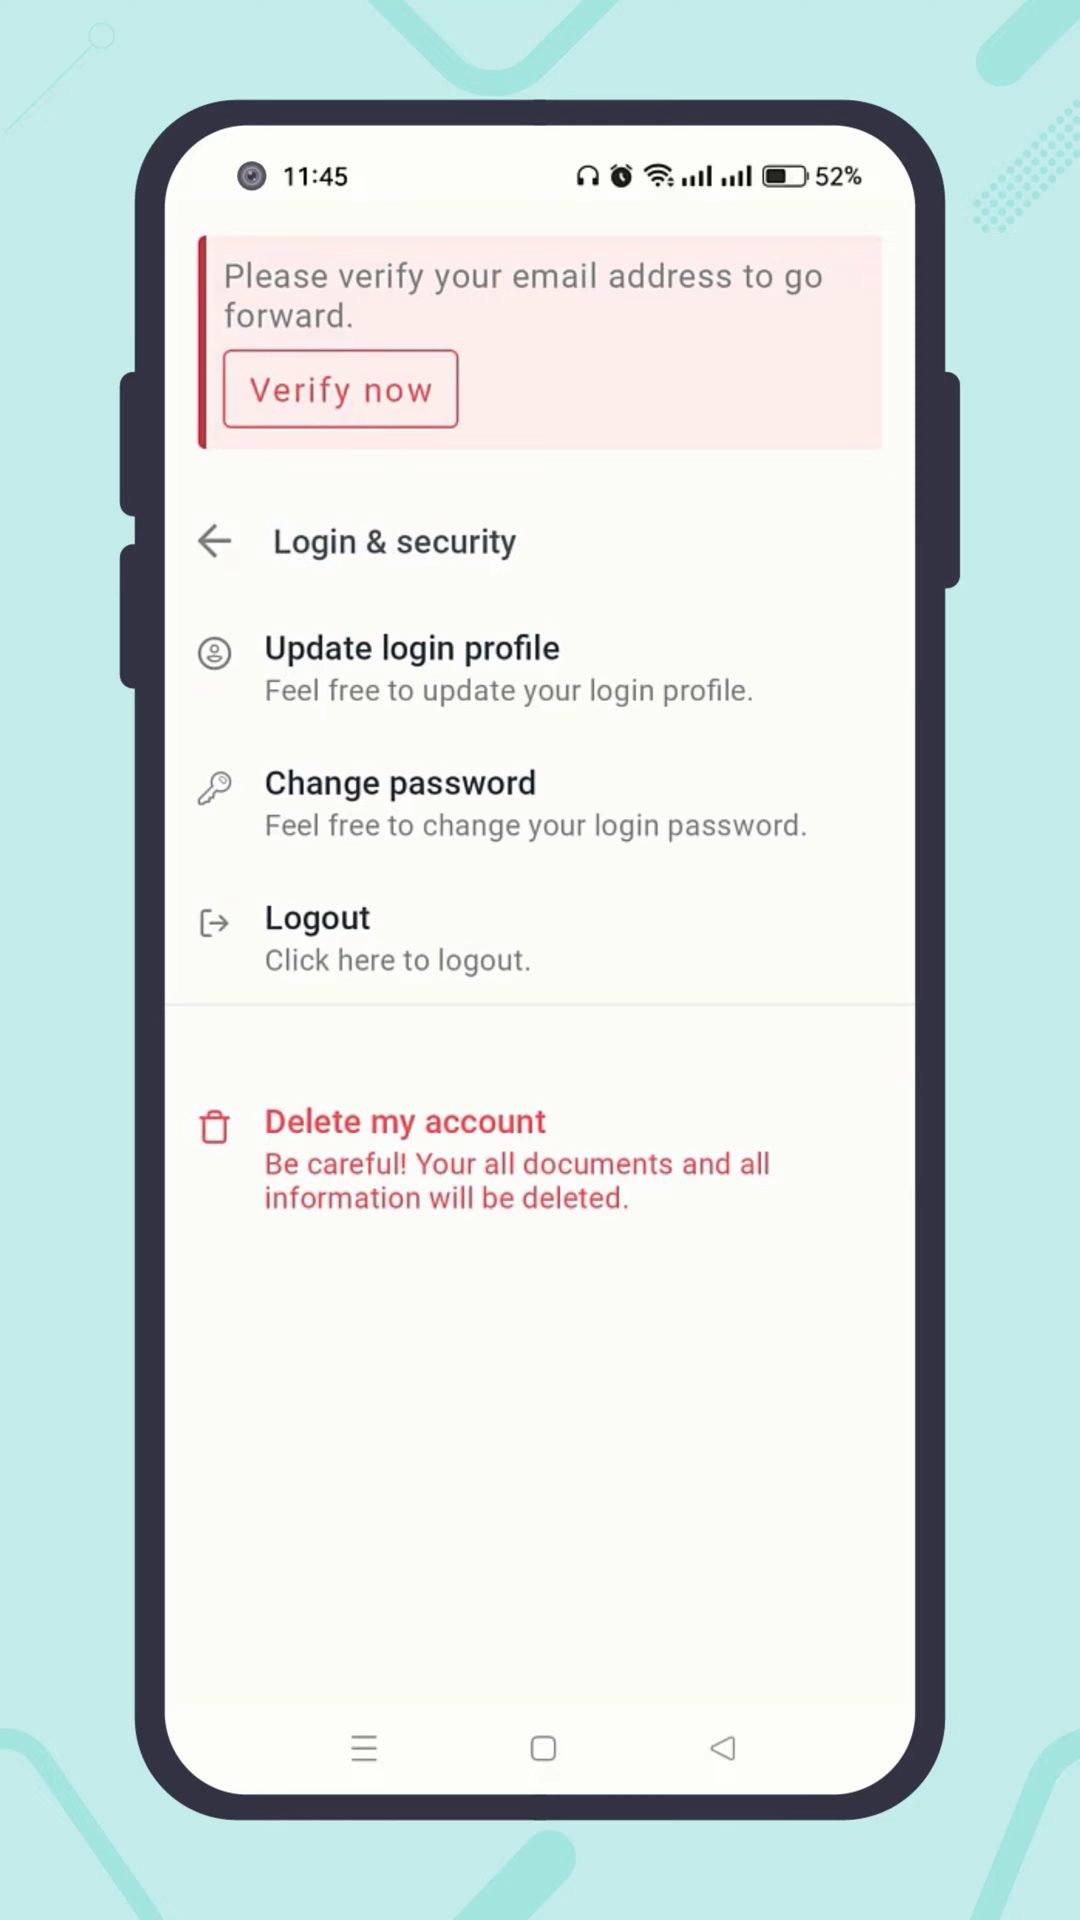 11:45 52%
Please verify your email address to go
forward.
Verify now
Login & security
Update login profile
Feel free to update your login profile.
Change password
Feel free to change your login password.
Logout
Click here to logout.
Delete my account
Be careful! Your all documents and all
information will be deleted.